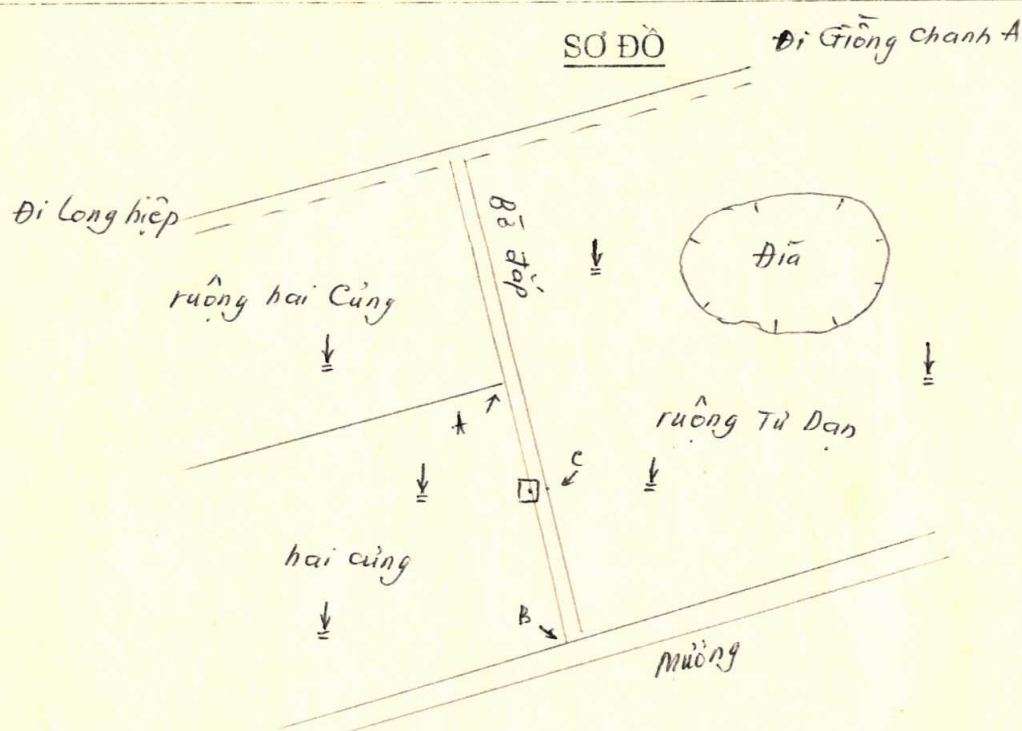 SƠ ĐỒ
Đi Giồng Chanh A
Đi Long hiệp
Bờ đắp
Đìa
ruộng hai Củng
ruộng Tư Dạn
A
C
hai củng
B
Mương